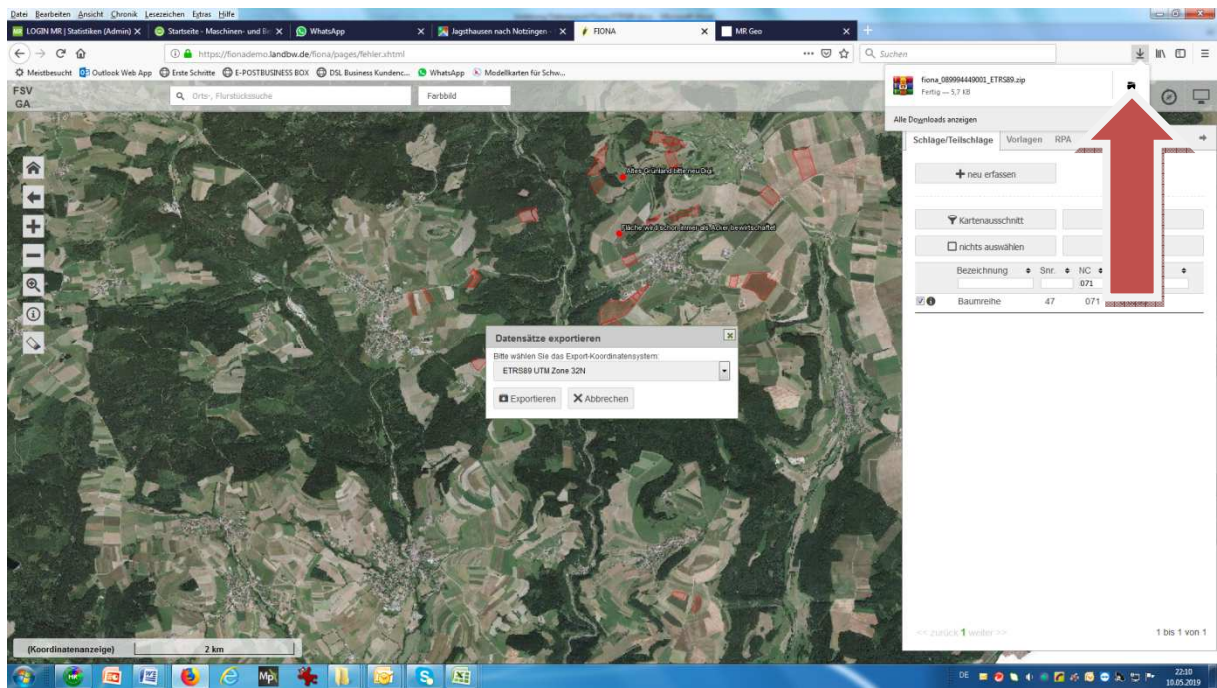 Datei Bearbeiten Ansicht Chronik Lesezeichen Extras Hilfe
LOGIN MR | Statistiken (Admin)
Startseite - Maschinen- und B
WhatsApp
Jagsthausen nach Notzingen -
FIONA
MR Geo
https://fionademo.landbw.de/fiona/pages/fehler.xhtml
Suchen
Meistbesucht Outlook Web App Erste Schritte E-POSTBUSINESS BOX DSL Business Kundenc... WhatsApp Modellkarten für Schw...
fiona_089994449001_ETRS89.zip
Fertig — 5,7 KB
Alle Downloads anzeigen
FSV
GA
Orts-, Flurstückssuche
Farbbild
Schläge/Teilschläge Vorlagen RPA
neu erfassen
Kartenausschnitt
nichts auswählen
Bezeichnung Snr. NC
071
Baumreihe 47 071
Altes Grünland bitte neu Digi.
Fläche wird schon immer als Acker bewirtschaftet
Datensätze exportieren
Bitte wählen Sie das Export-Koordinatensystem:
ETRS89 UTM Zone 32N
Exportieren Abbrechen
<< zurück 1 weiter >>
1 bis 1 von 1
(Koordinatenanzeige) 2 km
DE
22:10
10.05.2019